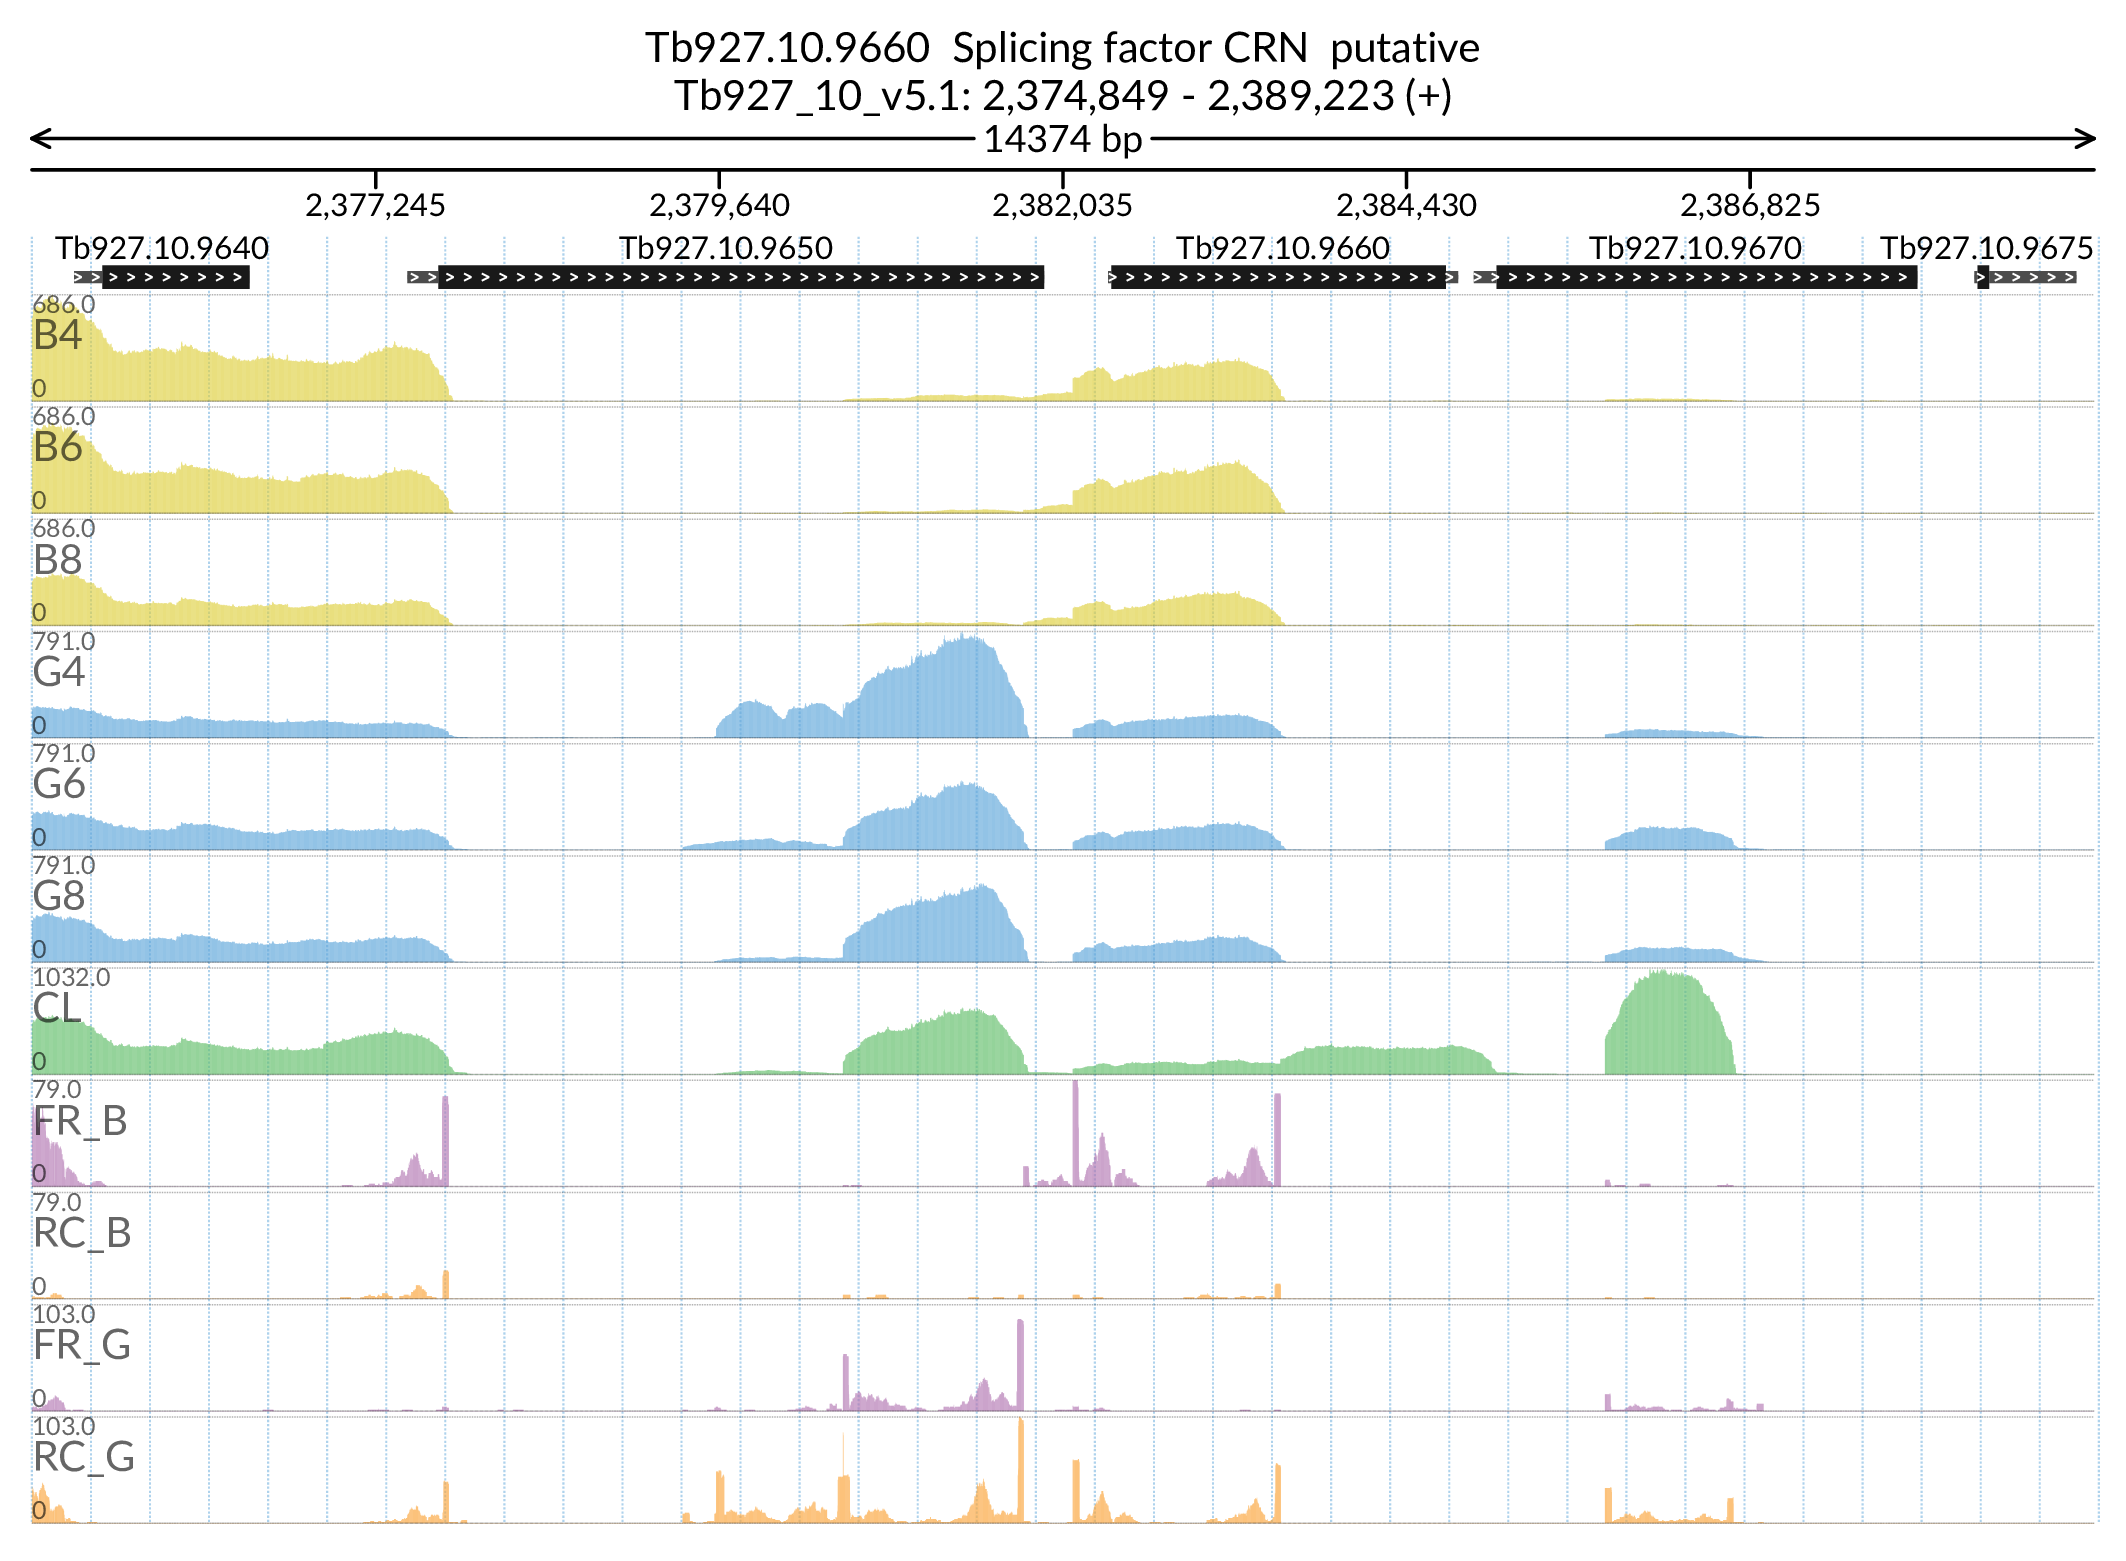 Tb927.10.9660  Splicing factor CRN  putative
Tb927_10_v5.1: 2,374,849 - 2,389,223 (+)
14374 bp
2,377,245 2,379,640 2,382,035 2,384,430 2,386,825
Tb927.10.9640 Tb927.10.9650 Tb927.10.9660 Tb927.10.9670 Tb927.10.9675
686.0
B4
0
686.0
B6
0
686.0
B8
0
791.0
G4
0
791.0
G6
0
791.0
G8
0
1032.0
CL
0
79.0
FR_B
0
79.0
RC_B
0
103.0
FR_G
0
103.0
RC_G
0